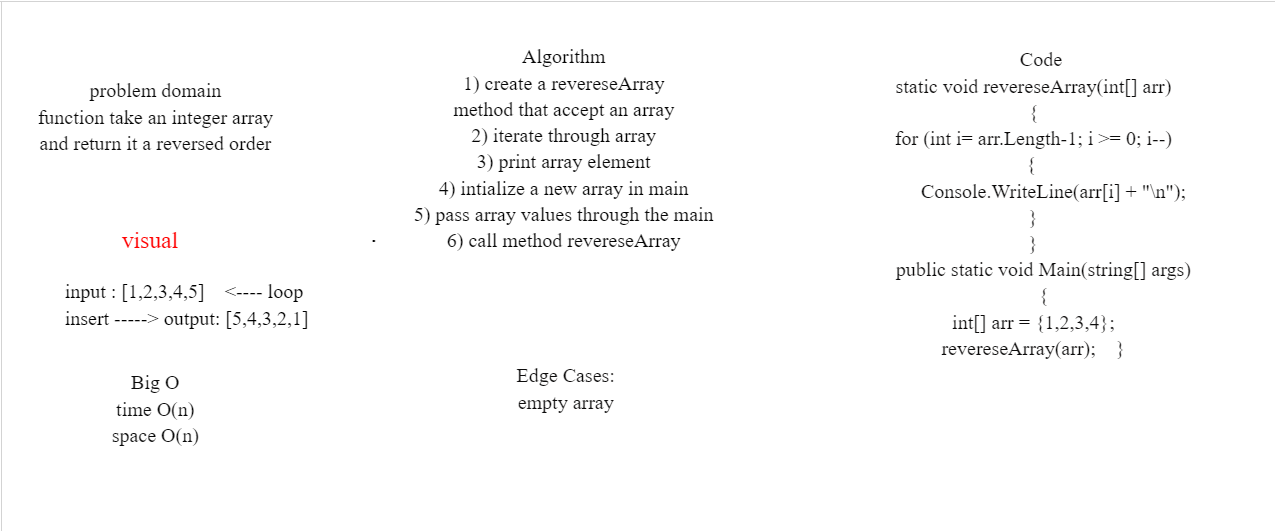 problem domain
function take an integer array
and return it a reversed order
visual
input : [1,2,3,4,5] <---- loop
insert -----> output: [5,4,3,2,1]
Big O
time O(n)
space O(n)
Algorithm
1) create a revereseArray
method that accept an array
2) iterate through array
3) print array element
4) intialize a new array in main
5) pass array values through the main
6) call method revereseArray
Edge Cases:
empty array
Code
static void revereseArray(int[] arr)
{
for (int i= arr.Length-1; i >= 0; i--)
{
Console.WriteLine(arr[i] + "\n");
}
}
public static void Main(string[] args)
{
int[] arr = {1,2,3,4};
revereseArray(arr); }